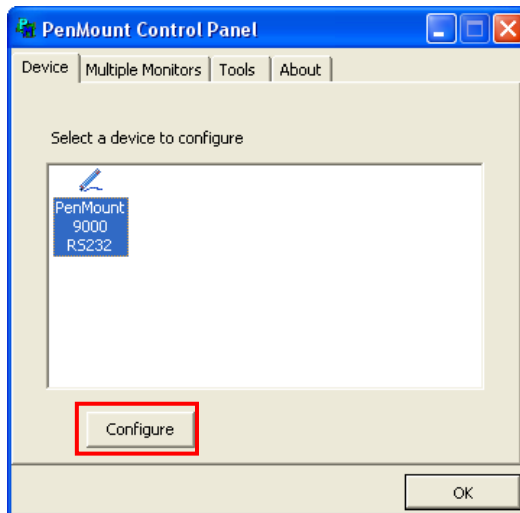 PenMount Control Panel
Device Multiple Monitors Tools About
Select a device to configure
PenMount
9000
RS232
Configure
OK